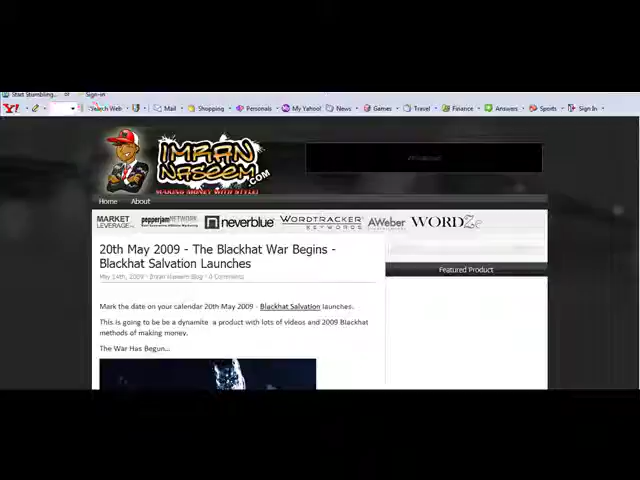 Start Stumbling... Sign-in
Y! Search Web Mail Shopping Personals My Yahoo! News Games Travel Finance Answers Sports Sign In
IMRAN
NASEEM
.COM
MAKING MONEY WITH STYLE!
Home About
MARKET
LEVERAGE
pepperjamNETWORK
neverblue
WORDTRACKER
KEYWORDS
AWeber
WORDZe
20th May 2009 - The Blackhat War Begins -
Blackhat Salvation Launches
May 14th, 2009 - Imran Naseem Blog - 0 Comments
Featured Product
Mark the date on your calendar 20th May 2009 - Blackhat Salvation launches.
This is going to be be a dynamite a product with lots of videos and 2009 Blackhat
methods of making money.
The War Has Begun...